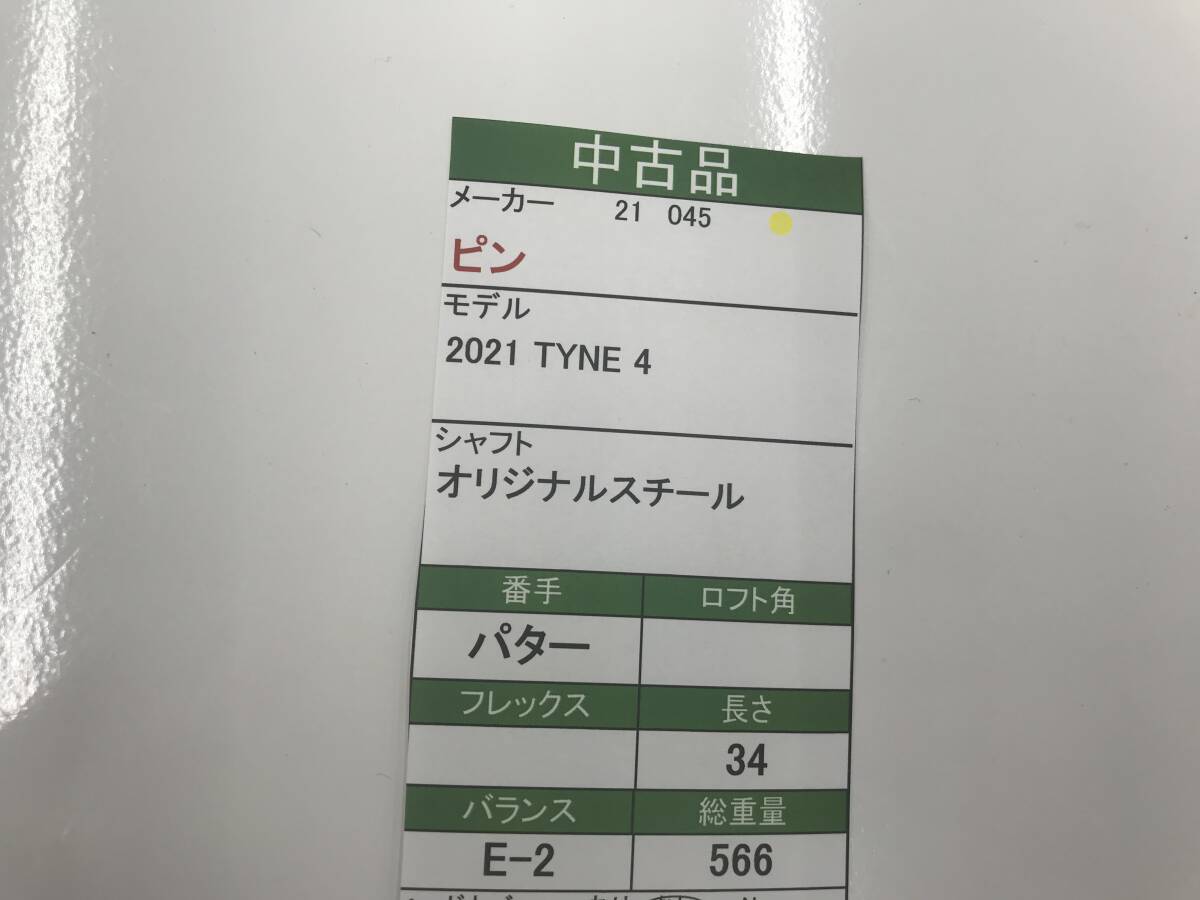 中古品
メーカー 21 045
ピン
モデル
2021 TYNE 4
シャフト
オリジナルスチール
番手 ロフト角
パター
フレックス 長さ
34
バランス 総重量
E-2 566